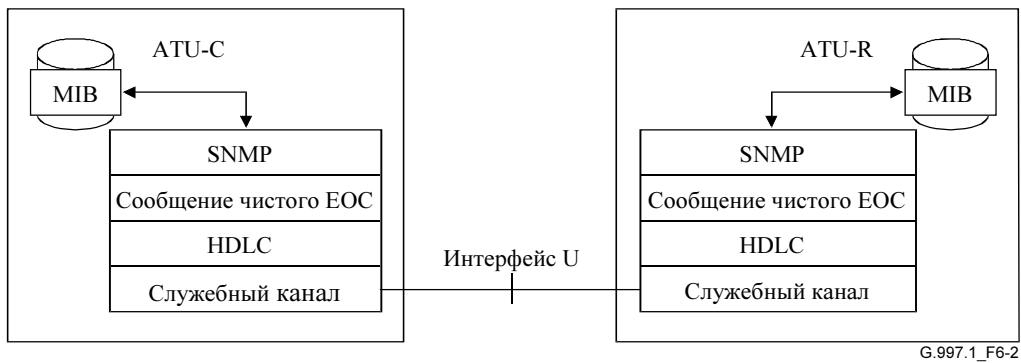 ATU-C
MIB
SNMP
Сообщение чистого EOC
HDLC
Служебный канал
Интерфейс U
ATU-R
MIB
SNMP
Сообщение чистого EOC
HDLC
Служебный канал
G.997.1_F6-2